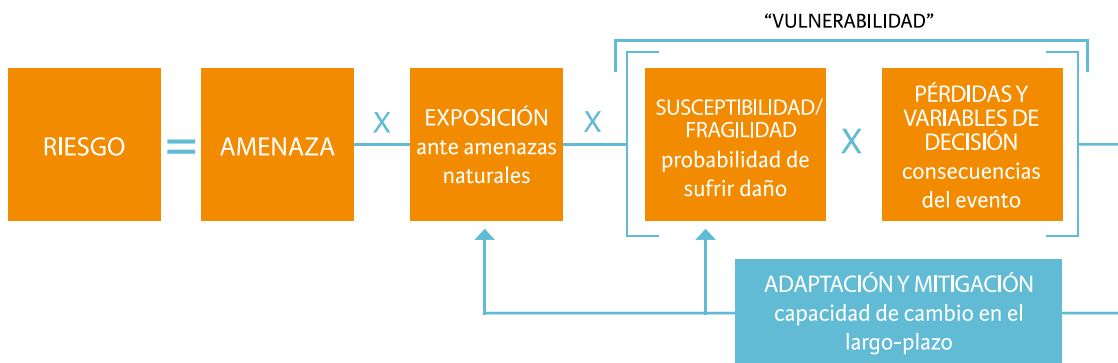 “VULNERABILIDAD”
RIESGO
=
AMENAZA
X
EXPOSICIÓN
ante amenazas
naturales
X
SUSCEPTIBILIDAD/
FRAGILIDAD
probabilidad de
sufrir daño
X
PÉRDIDAS Y
VARIABLES DE
DECISIÓN
consecuencias
del evento
ADAPTACIÓN Y MITIGACIÓN
capacidad de cambio en el
largo-plazo